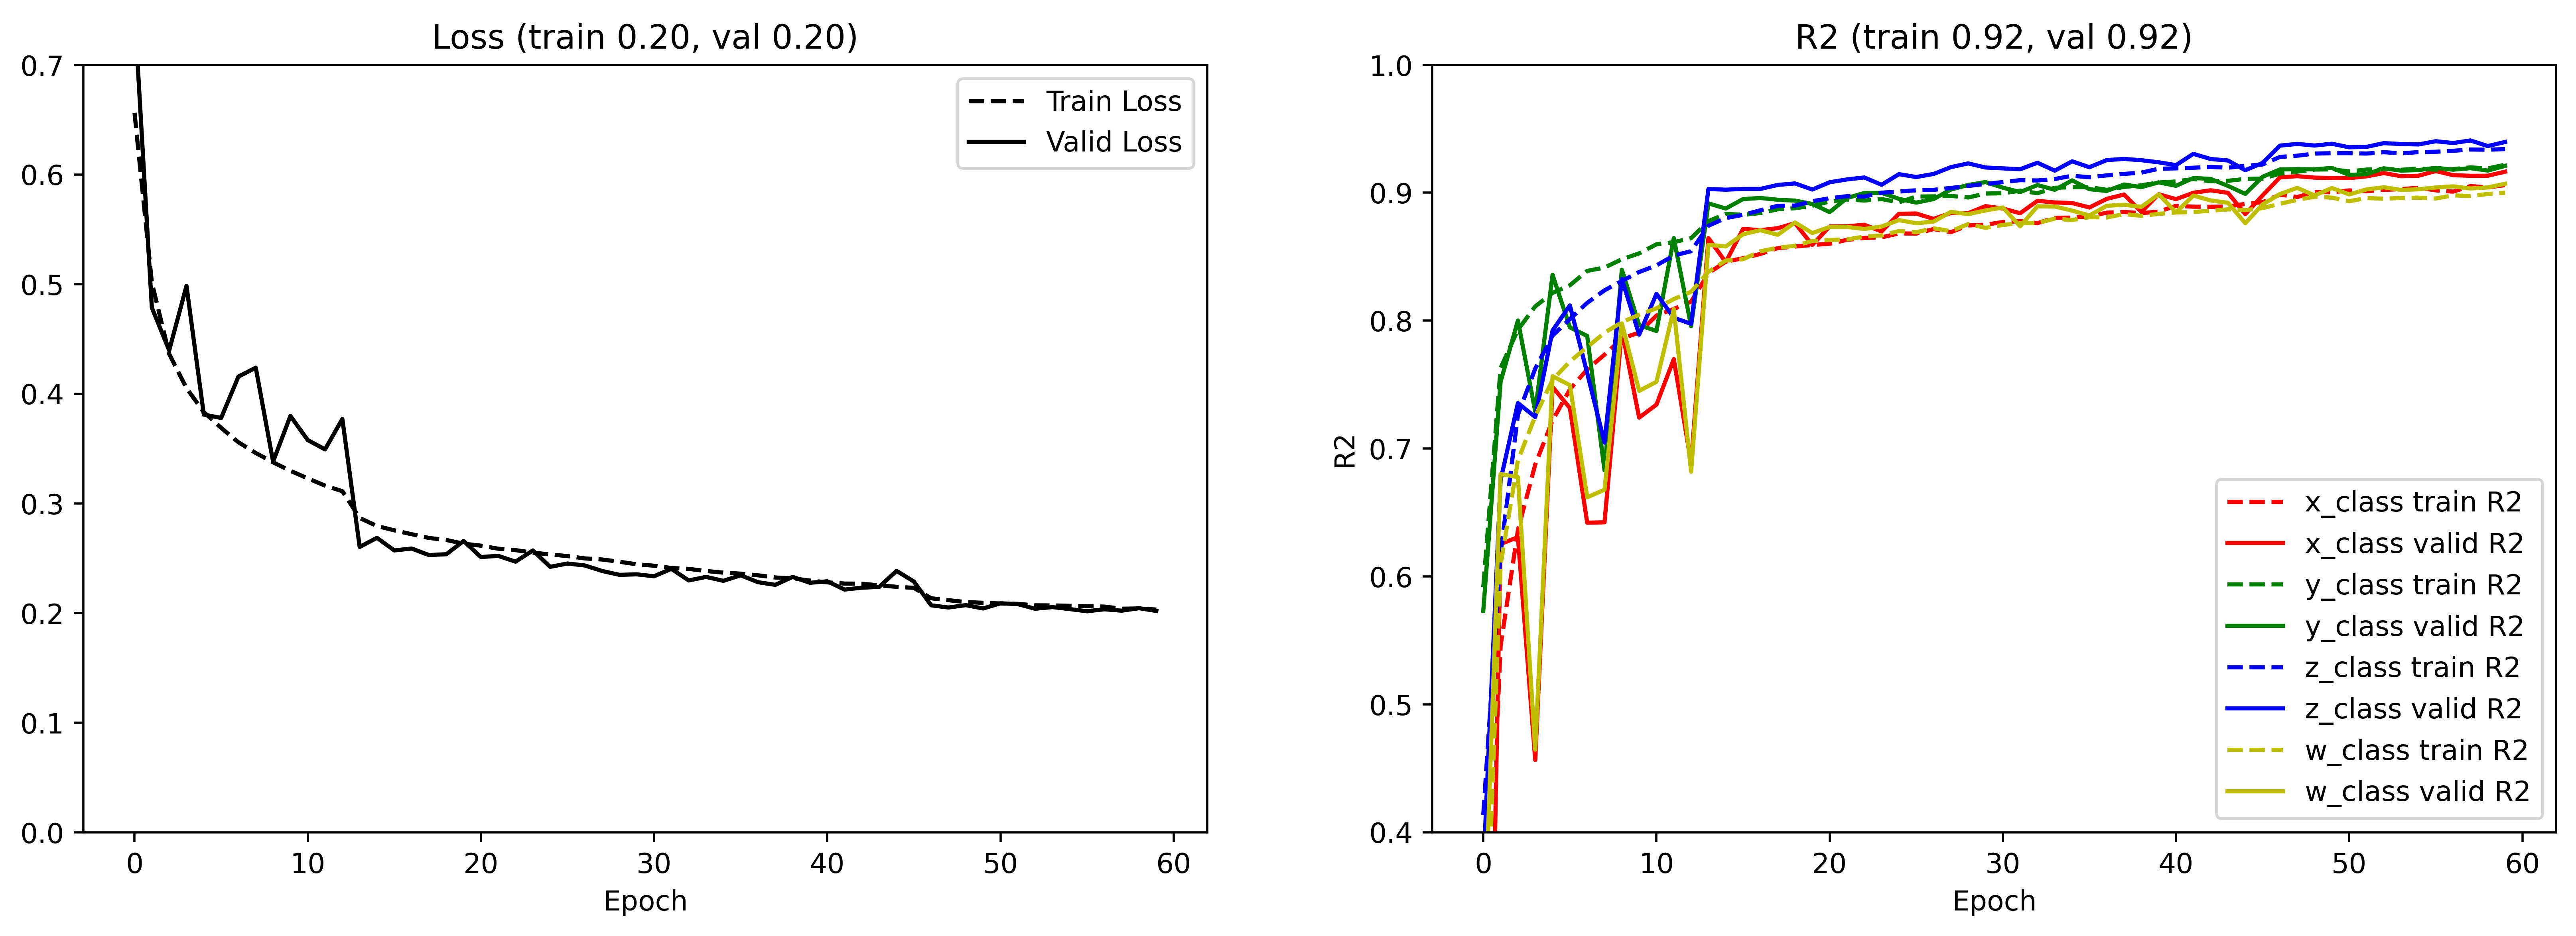 Loss (train 0.20, val 0.20)
0.7
0.6
0.5
0.4
0.3
0.2
0.1
0.0
0 10 20 30 40 50 60
Epoch
Train Loss
Valid Loss
R2 (train 0.92, val 0.92)
R2
1.0
0.9
0.8
0.7
0.6
0.5
0.4
0 10 20 30 40 50 60
Epoch
x_class train R2
x_class valid R2
y_class train R2
y_class valid R2
z_class train R2
z_class valid R2
w_class train R2
w_class valid R2